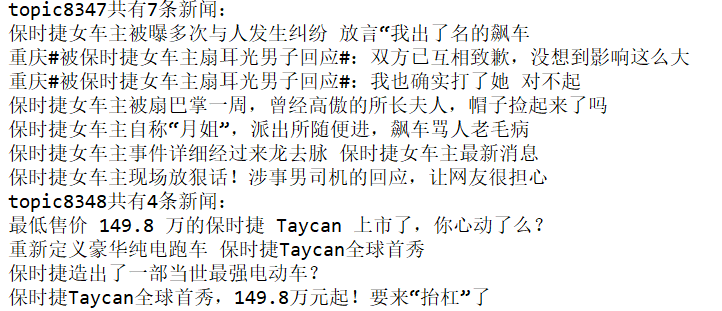 topic8347共有7条新闻:
保时捷女车主被曝多次与人发生纠纷 放言“我出了名的飙车
重庆#被保时捷女车主扇耳光男子回应#：双方已互相致歉，没想到影响这么大
重庆#被保时捷女车主扇耳光男子回应#：我也确实打了她 对不起
保时捷女车主被扇巴掌一周，曾经高傲的所长夫人，帽子捡起来了吗
保时捷女车主自称“月姐”，派出所随便进，飙车骂人老毛病
保时捷女车主事件详细经过来龙去脉 保时捷女车主最新消息
保时捷女车主现场放狠话！涉事男司机的回应，让网友很担心
topic8348共有4条新闻:
最低售价 149.8 万的保时捷 Taycan 上市了，你心动了么？
重新定义豪华纯电跑车 保时捷Taycan全球首秀
保时捷造出了一部当世最强电动车？
保时捷Taycan全球首秀，149.8万元起！要来“抬杠”了